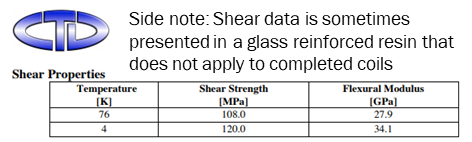 CTD
Side note: Shear data is sometimes
presented in a glass reinforced resin that
does not apply to completed coils
Shear Properties
Temperature Shear Strength Flexural Modulus
[K] [MPa] [GPa]
76 108.0 27.9
4 120.0 34.1